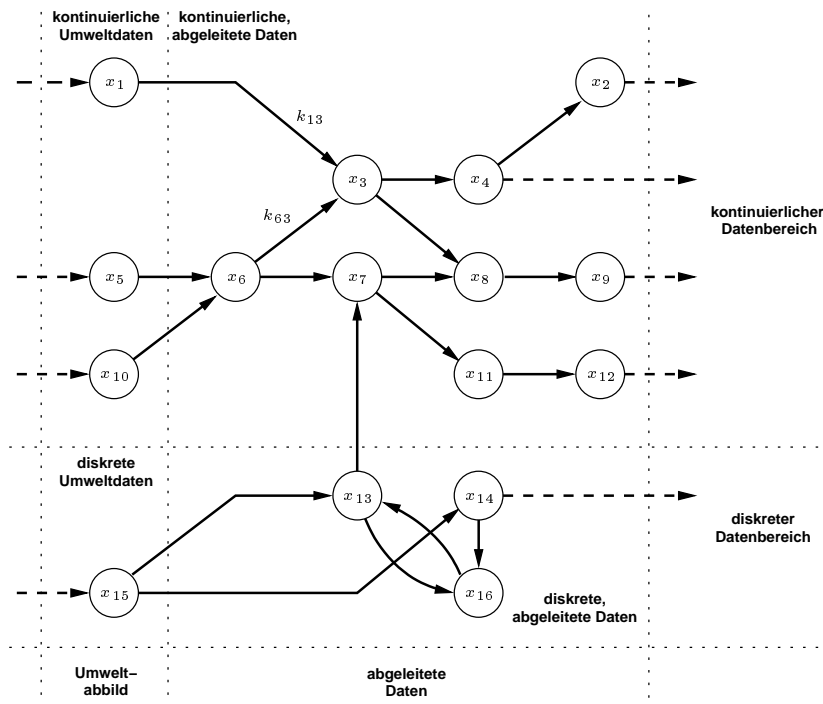 kontinuierliche
Umweltdaten
kontinuierliche,
abgeleitete Daten
x1
x2
k13
x3
x4
k63
kontinuierlicher
Datenbereich
x5
x6
x7
x8
x9
x10
x11
x12
diskrete
Umweltdaten
x13
x14
diskreter
Datenbereich
x15
x16
diskrete,
abgeleitete Daten
Umwelt–
abbild
abgeleitete
Daten